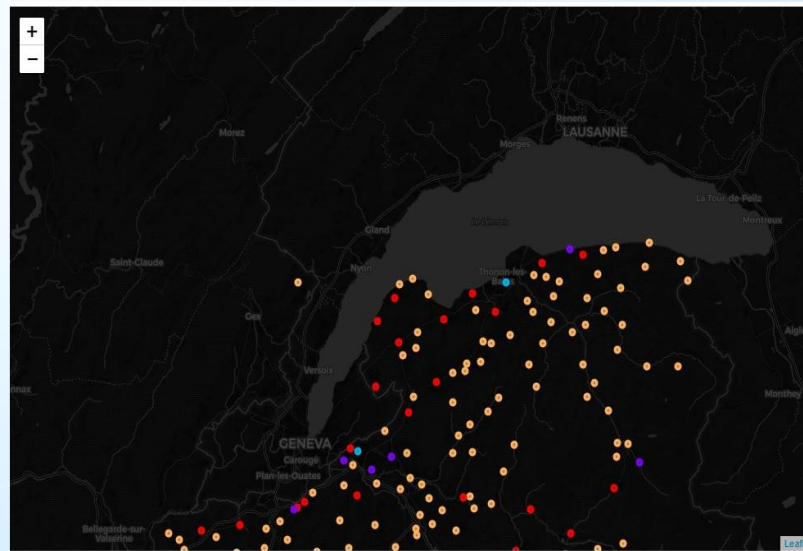 +
−
Renens
LAUSANNE
Morez
Morges
La Tour-de-Peilz
Montreux
Gland
Saint-Claude
Nyon
Thonon-les-
Bains
Gex
Versoix
Monthey
GENEVA
Carouge
Plan-les-Ouates
Bellegarde-sur-
Valserine